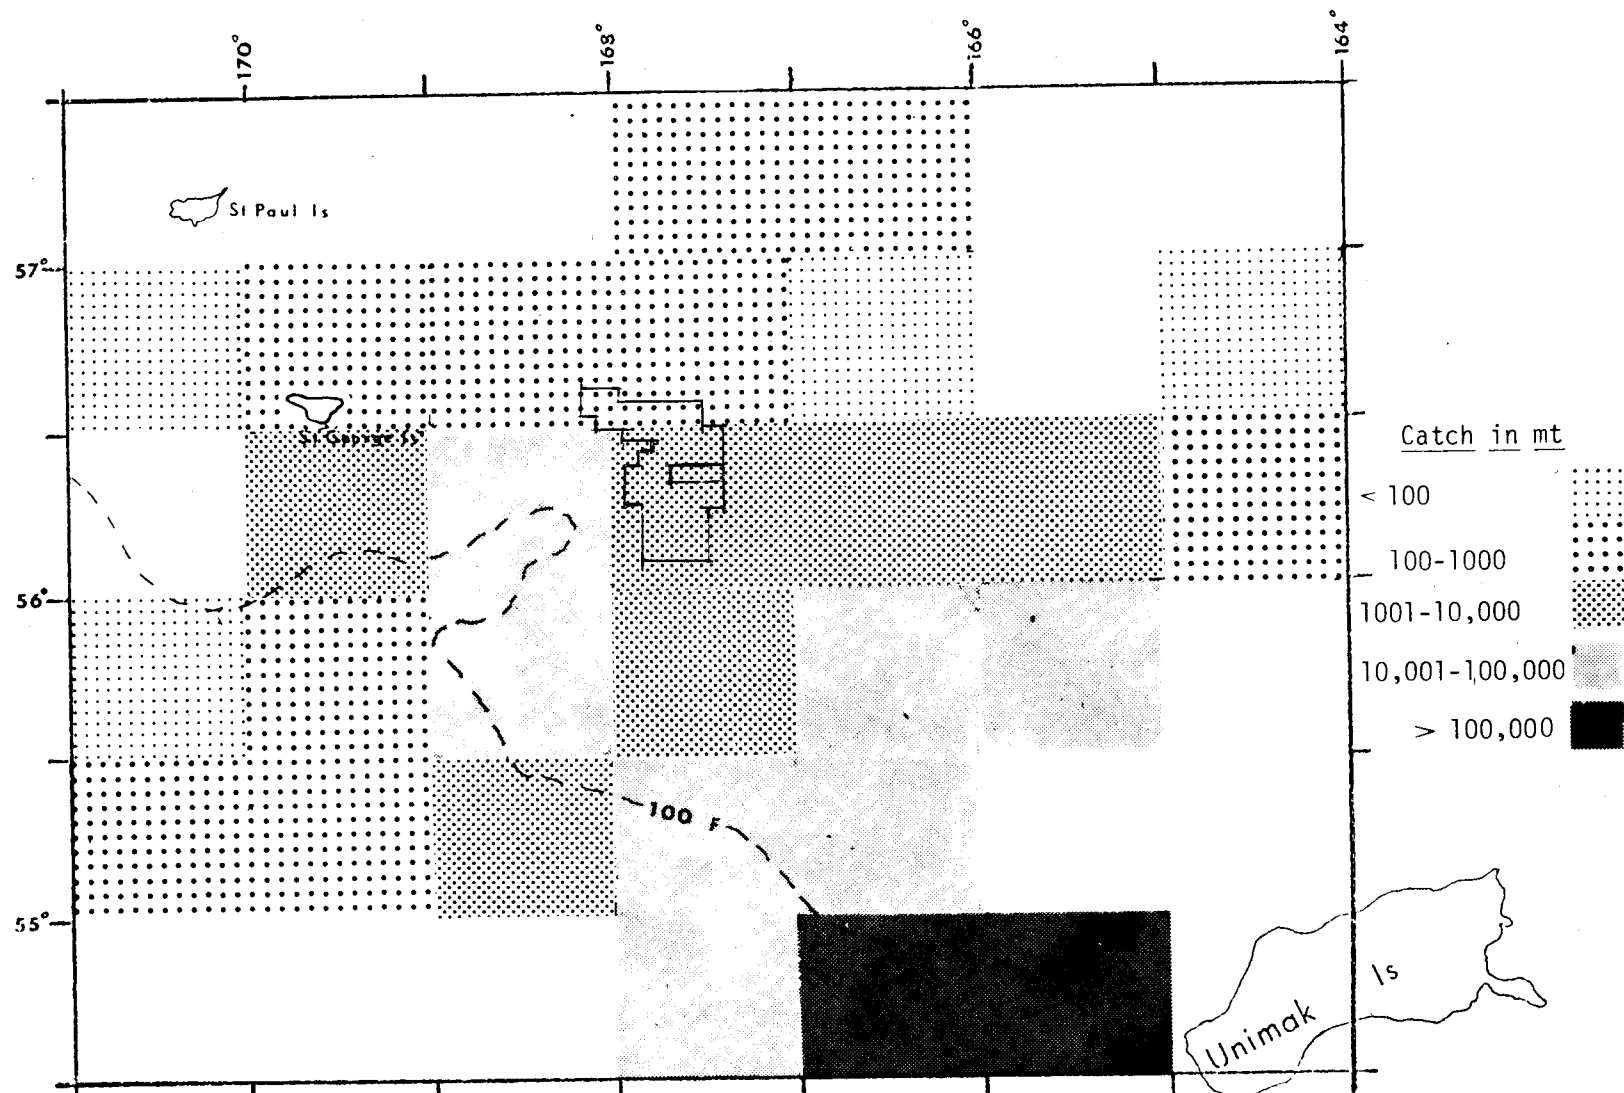 170°
168°
166°
164°
St Paul Is
57°
St George Is
Catch in mt
< 100
100-1000
1001-10,000
10,001-100,000
> 100,000
56°
100 F
55°
Unimak Is